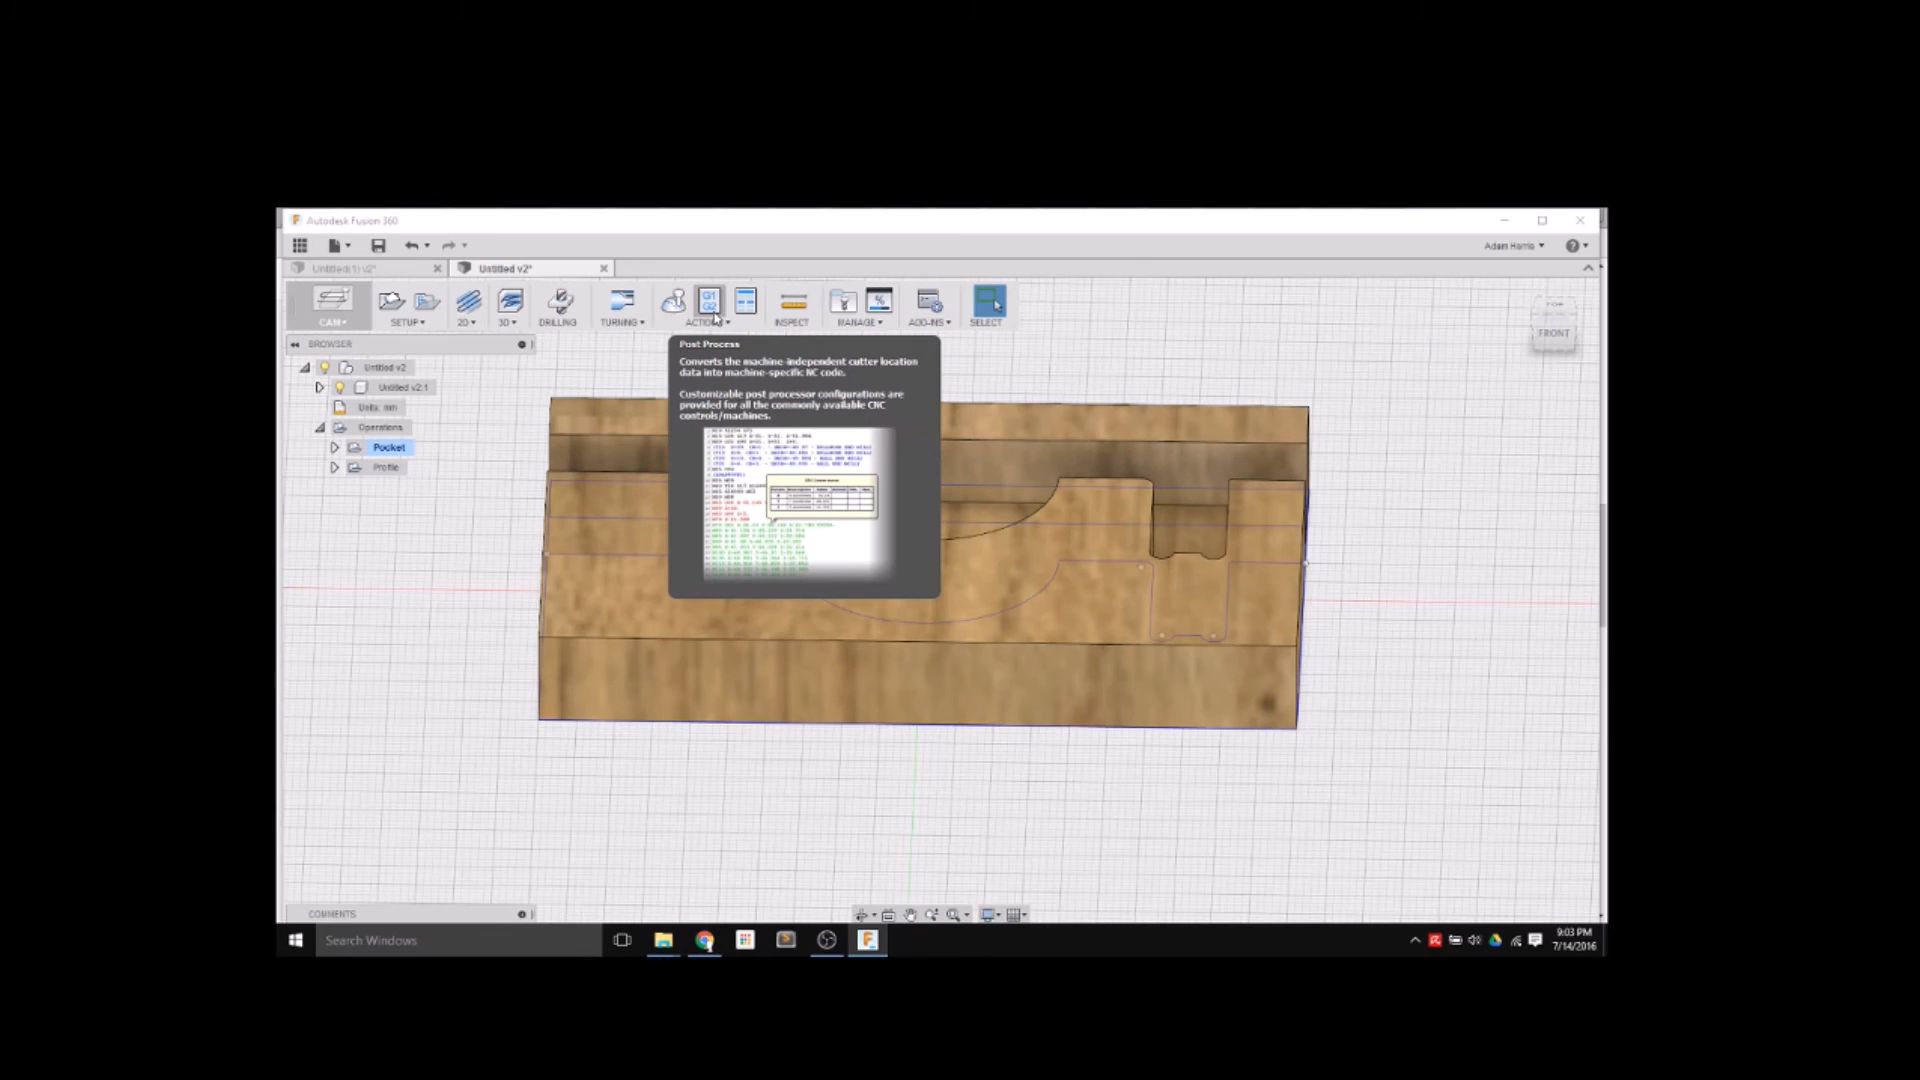 Autodesk Fusion 360
Adam Harris
Untitled(1) v2*
Untitled v2*
CAM
SETUP
2D
3D
DRILLING
TURNING
ACTIONS
INSPECT
MANAGE
ADD-INS
SELECT
G1
G2
TOP
FRONT
BROWSER
Post Process
Converts the machine-independent cutter location
data into machine-specific NC code.
Customizable post processor configurations are
provided for all the commonly available CNC
controls/machines.
Untitled v2
Untitled v2:1
Units: mm
Operations
Pocket
Profile
COMMENTS
Search Windows
9:03 PM
7/14/2016